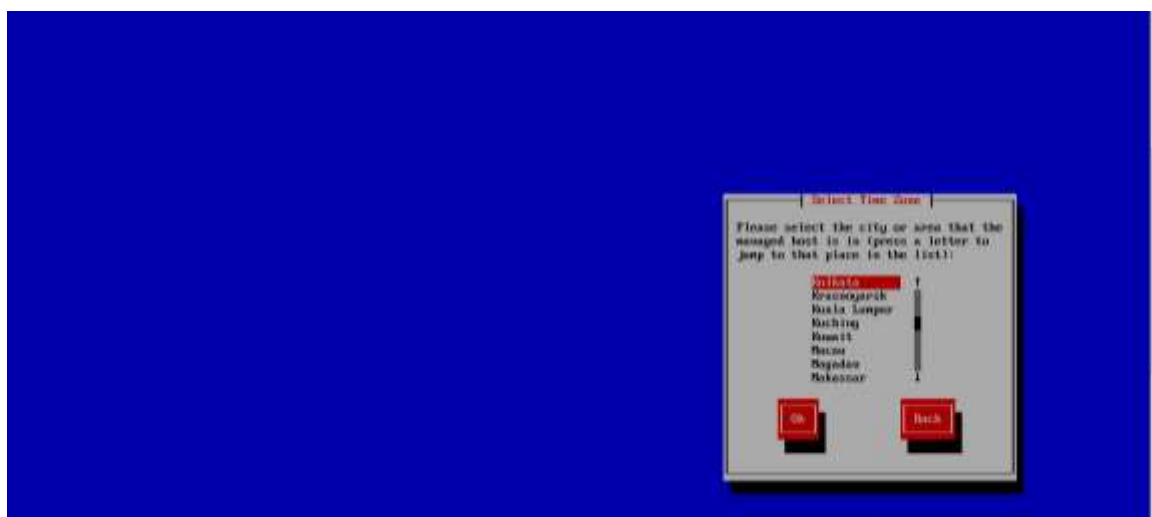 Select Time Zone
Please select the city or area that the
managed host is in (press a letter to
jump to that place in the list):
Kolkata
Krasnoyarsk
Kuala Lumpur
Kuching
Kuwait
Macau
Magadan
Makassar
Ok
Back